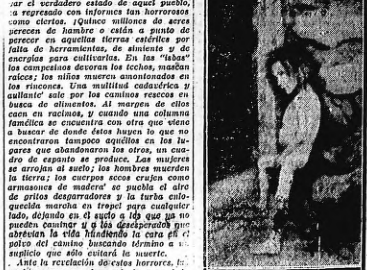 ar el verdadero estado de aquel pueblo,
a regresado con informes tan horrorosos
como ciertos. ¡Quince millones de seres
perecen de hambre o están a punto de
perecer en aquellas tierras estériles por
falta de herramientas, de simiente y de
energías para cultivarlas. En las "isbas"
los campesinos devoran los techos, mascan
raíces; los niños mueren amontonados en
los rincones. Una multitud cadavérica y
aullante sale por los caminos resecos en
busca de alimentos. Al margen de ellos
caen en racimos, y cuando una columna
famélica se encuentra con otra que viene
a buscar de donde éstos huyen lo que no
encontraron tampoco aquéllos en los lu-
gares que abandonaron los otros, un cua-
dro de espanto se produce. Las mujeres
se arrojan al suelo; los hombres muerden
la tierra; los cuerpos secos crujen como
armasones de madera' se puebla el aire
de gritos desgarradores y la turba enlo-
quecida marcha en tropel para cualquier
lado, dejando en el suelo a los que ya no
pueden caminar y a los desesperados que
abrevian la vida hundiendo la cara en el
polvo del camino buscando término a
suplicio que sólo evitará la muerte.
Ante la revelación de estos horrores, la